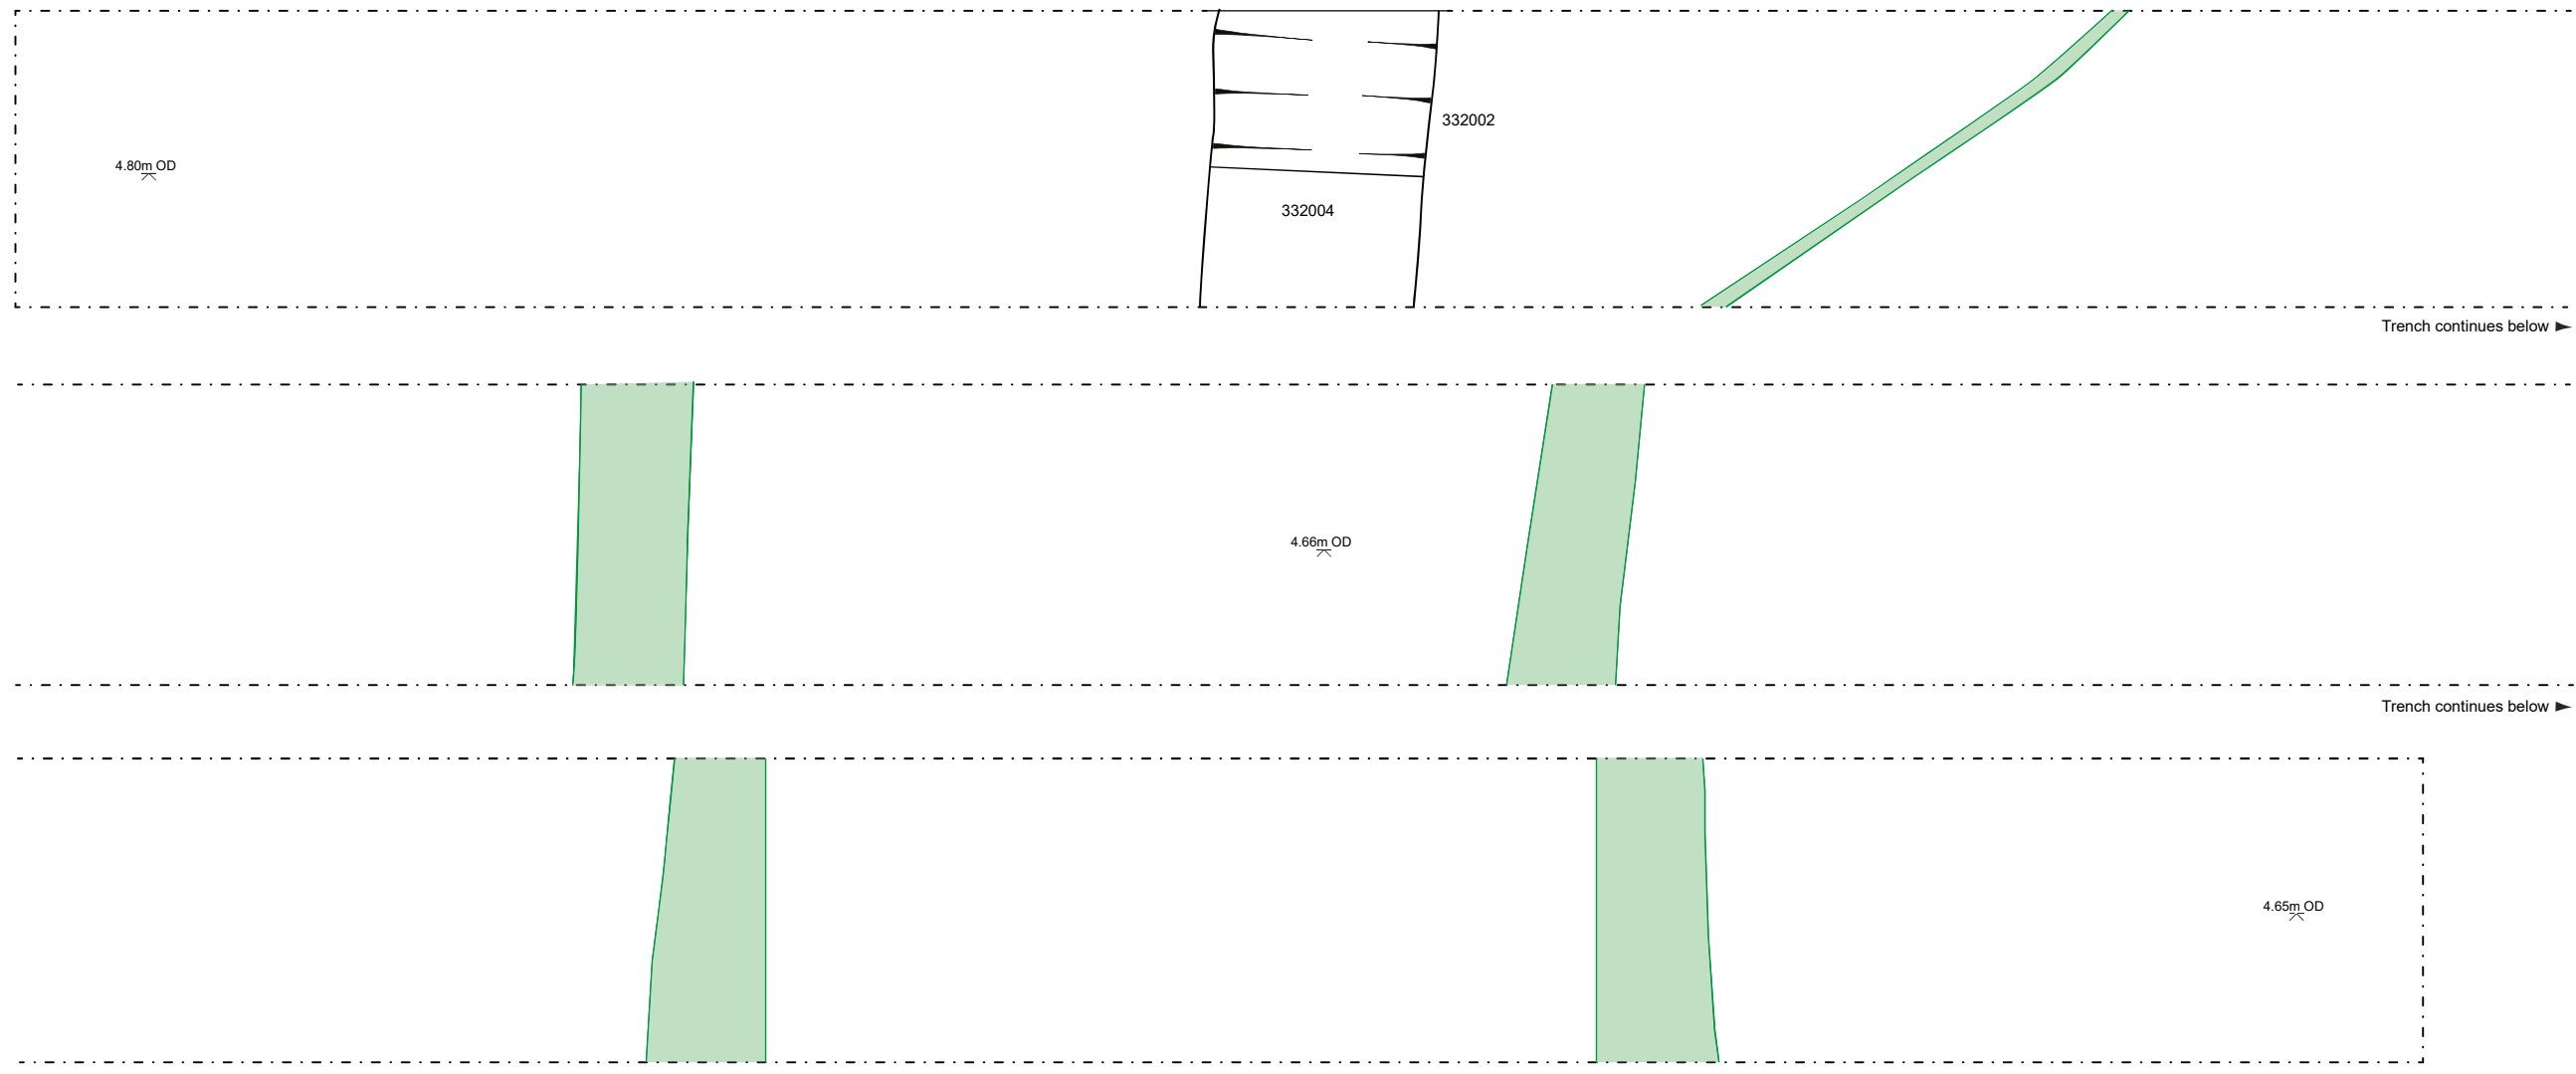 332002
4.80m OD
332004
Trench continues below ►
4.66m OD
Trench continues below ►
4.65m OD